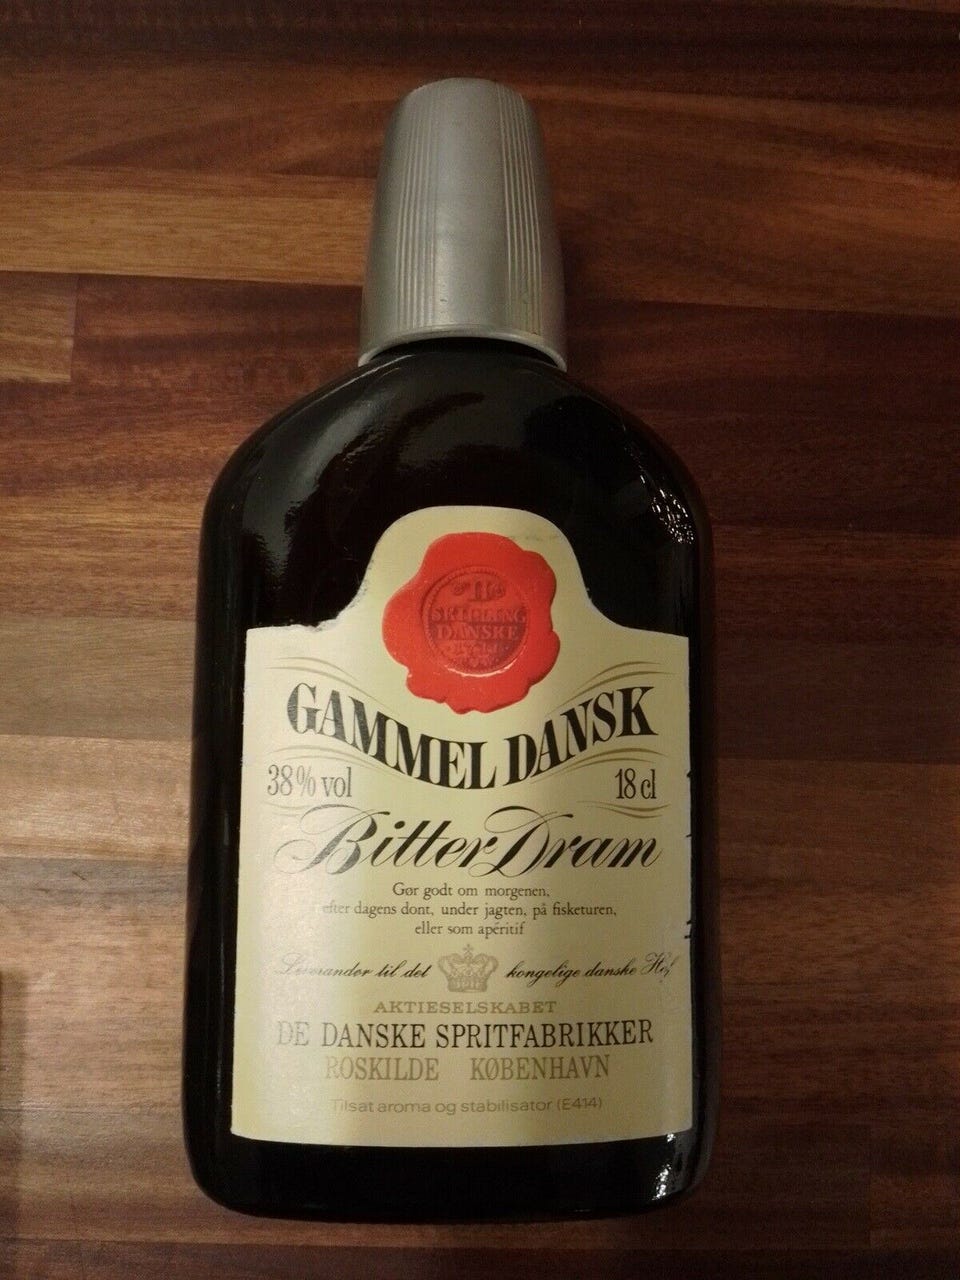 SKILLING
DANSKE
GAMMEL DANSK
38% vol
18 cl
Bitter Dram
Gør godt om morgenen,
efter dagens dont, under jagten, på fisketuren,
eller som apéritif
Leverandør til det kongelige danske Hof
AKTIESELSKABET
DE DANSKE SPRITFABRIKKER
ROSKILDE KØBENHAVN
Tilsat aroma og stabilisator (E414)